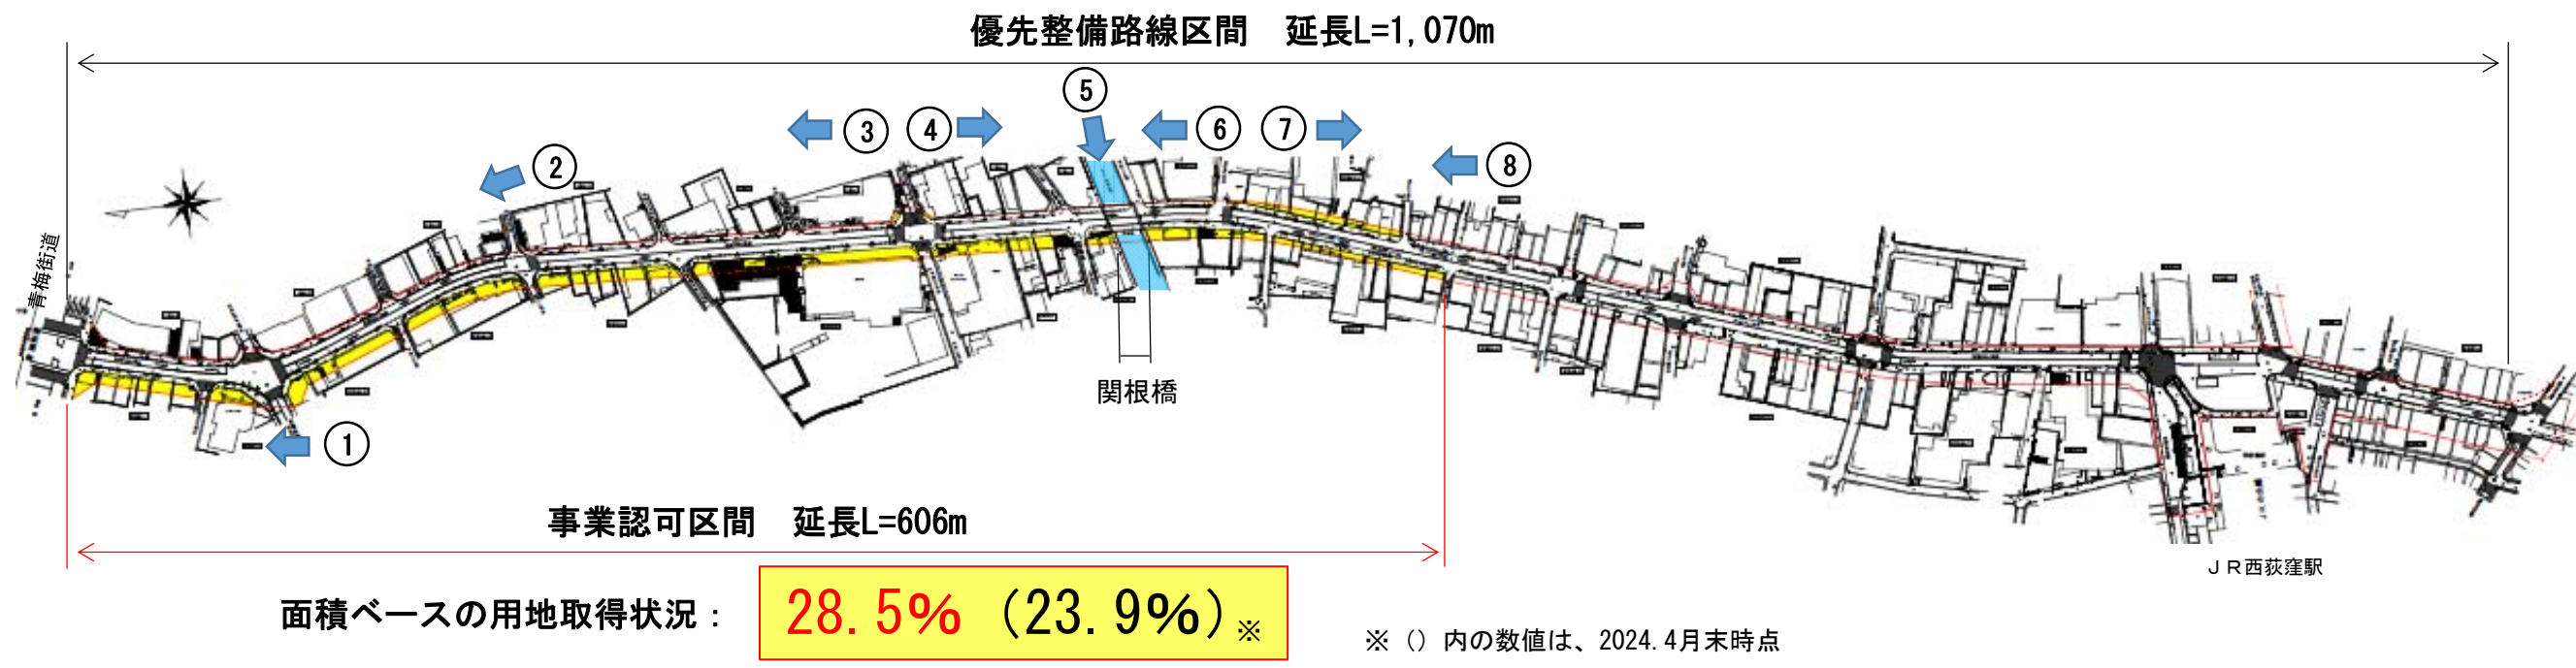 優先整備路線区間　延長L=1,070m
⑤
③ ④ ⑥ ⑦
② ⑧
青梅街道
関根橋
①
事業認可区間　延長L=606m
JR西荻窪駅
面積ベースの用地取得状況： 28.5%（23.9%）※
※（）内の数値は、2024.4月末時点